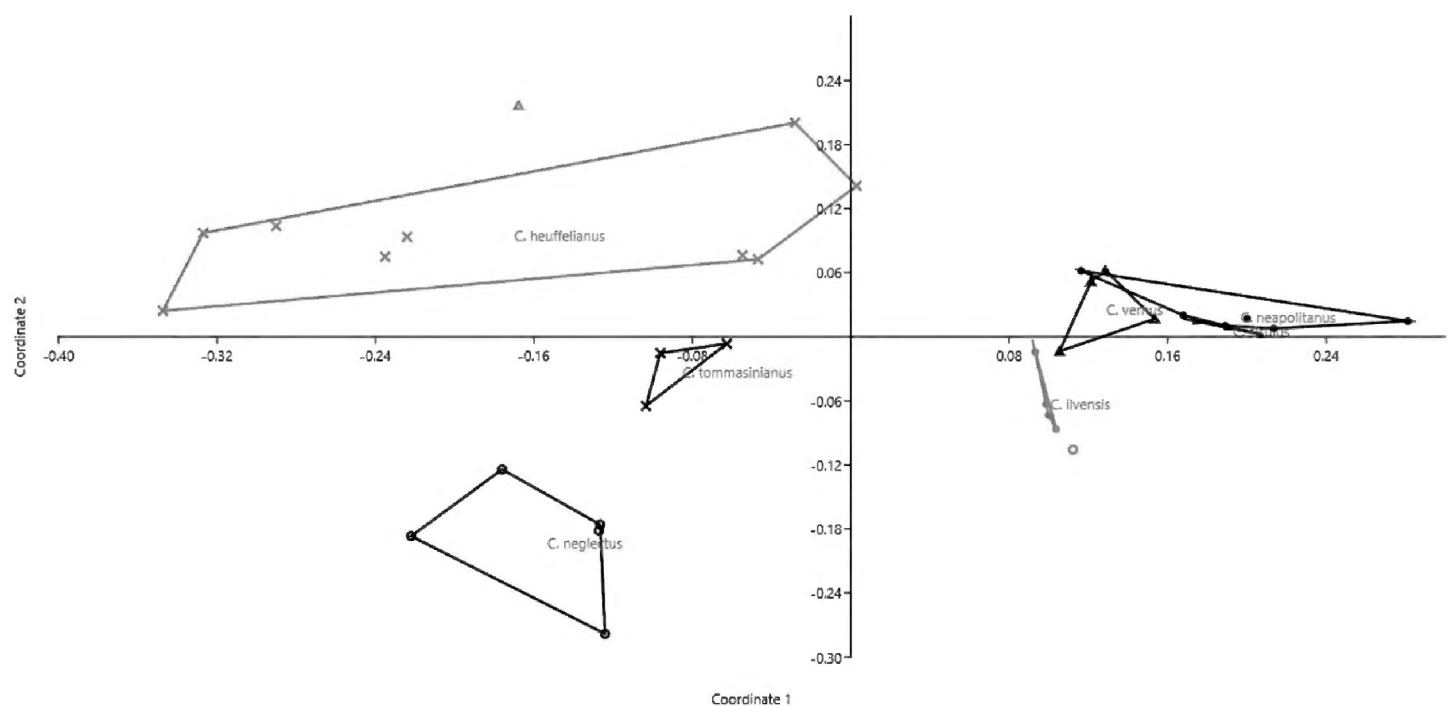 0.24
0.18
0.12
C. heuffelianus
0.06
C. vernus
C. neapolitanus
Coordinate 2
-0.40 -0.32 -0.24 -0.16 -0.08 0.08 0.16 0.24
C. tommasinianus
-0.06
C. ilvensis
-0.12
-0.18
C. neglectus
-0.24
-0.30
Coordinate 1